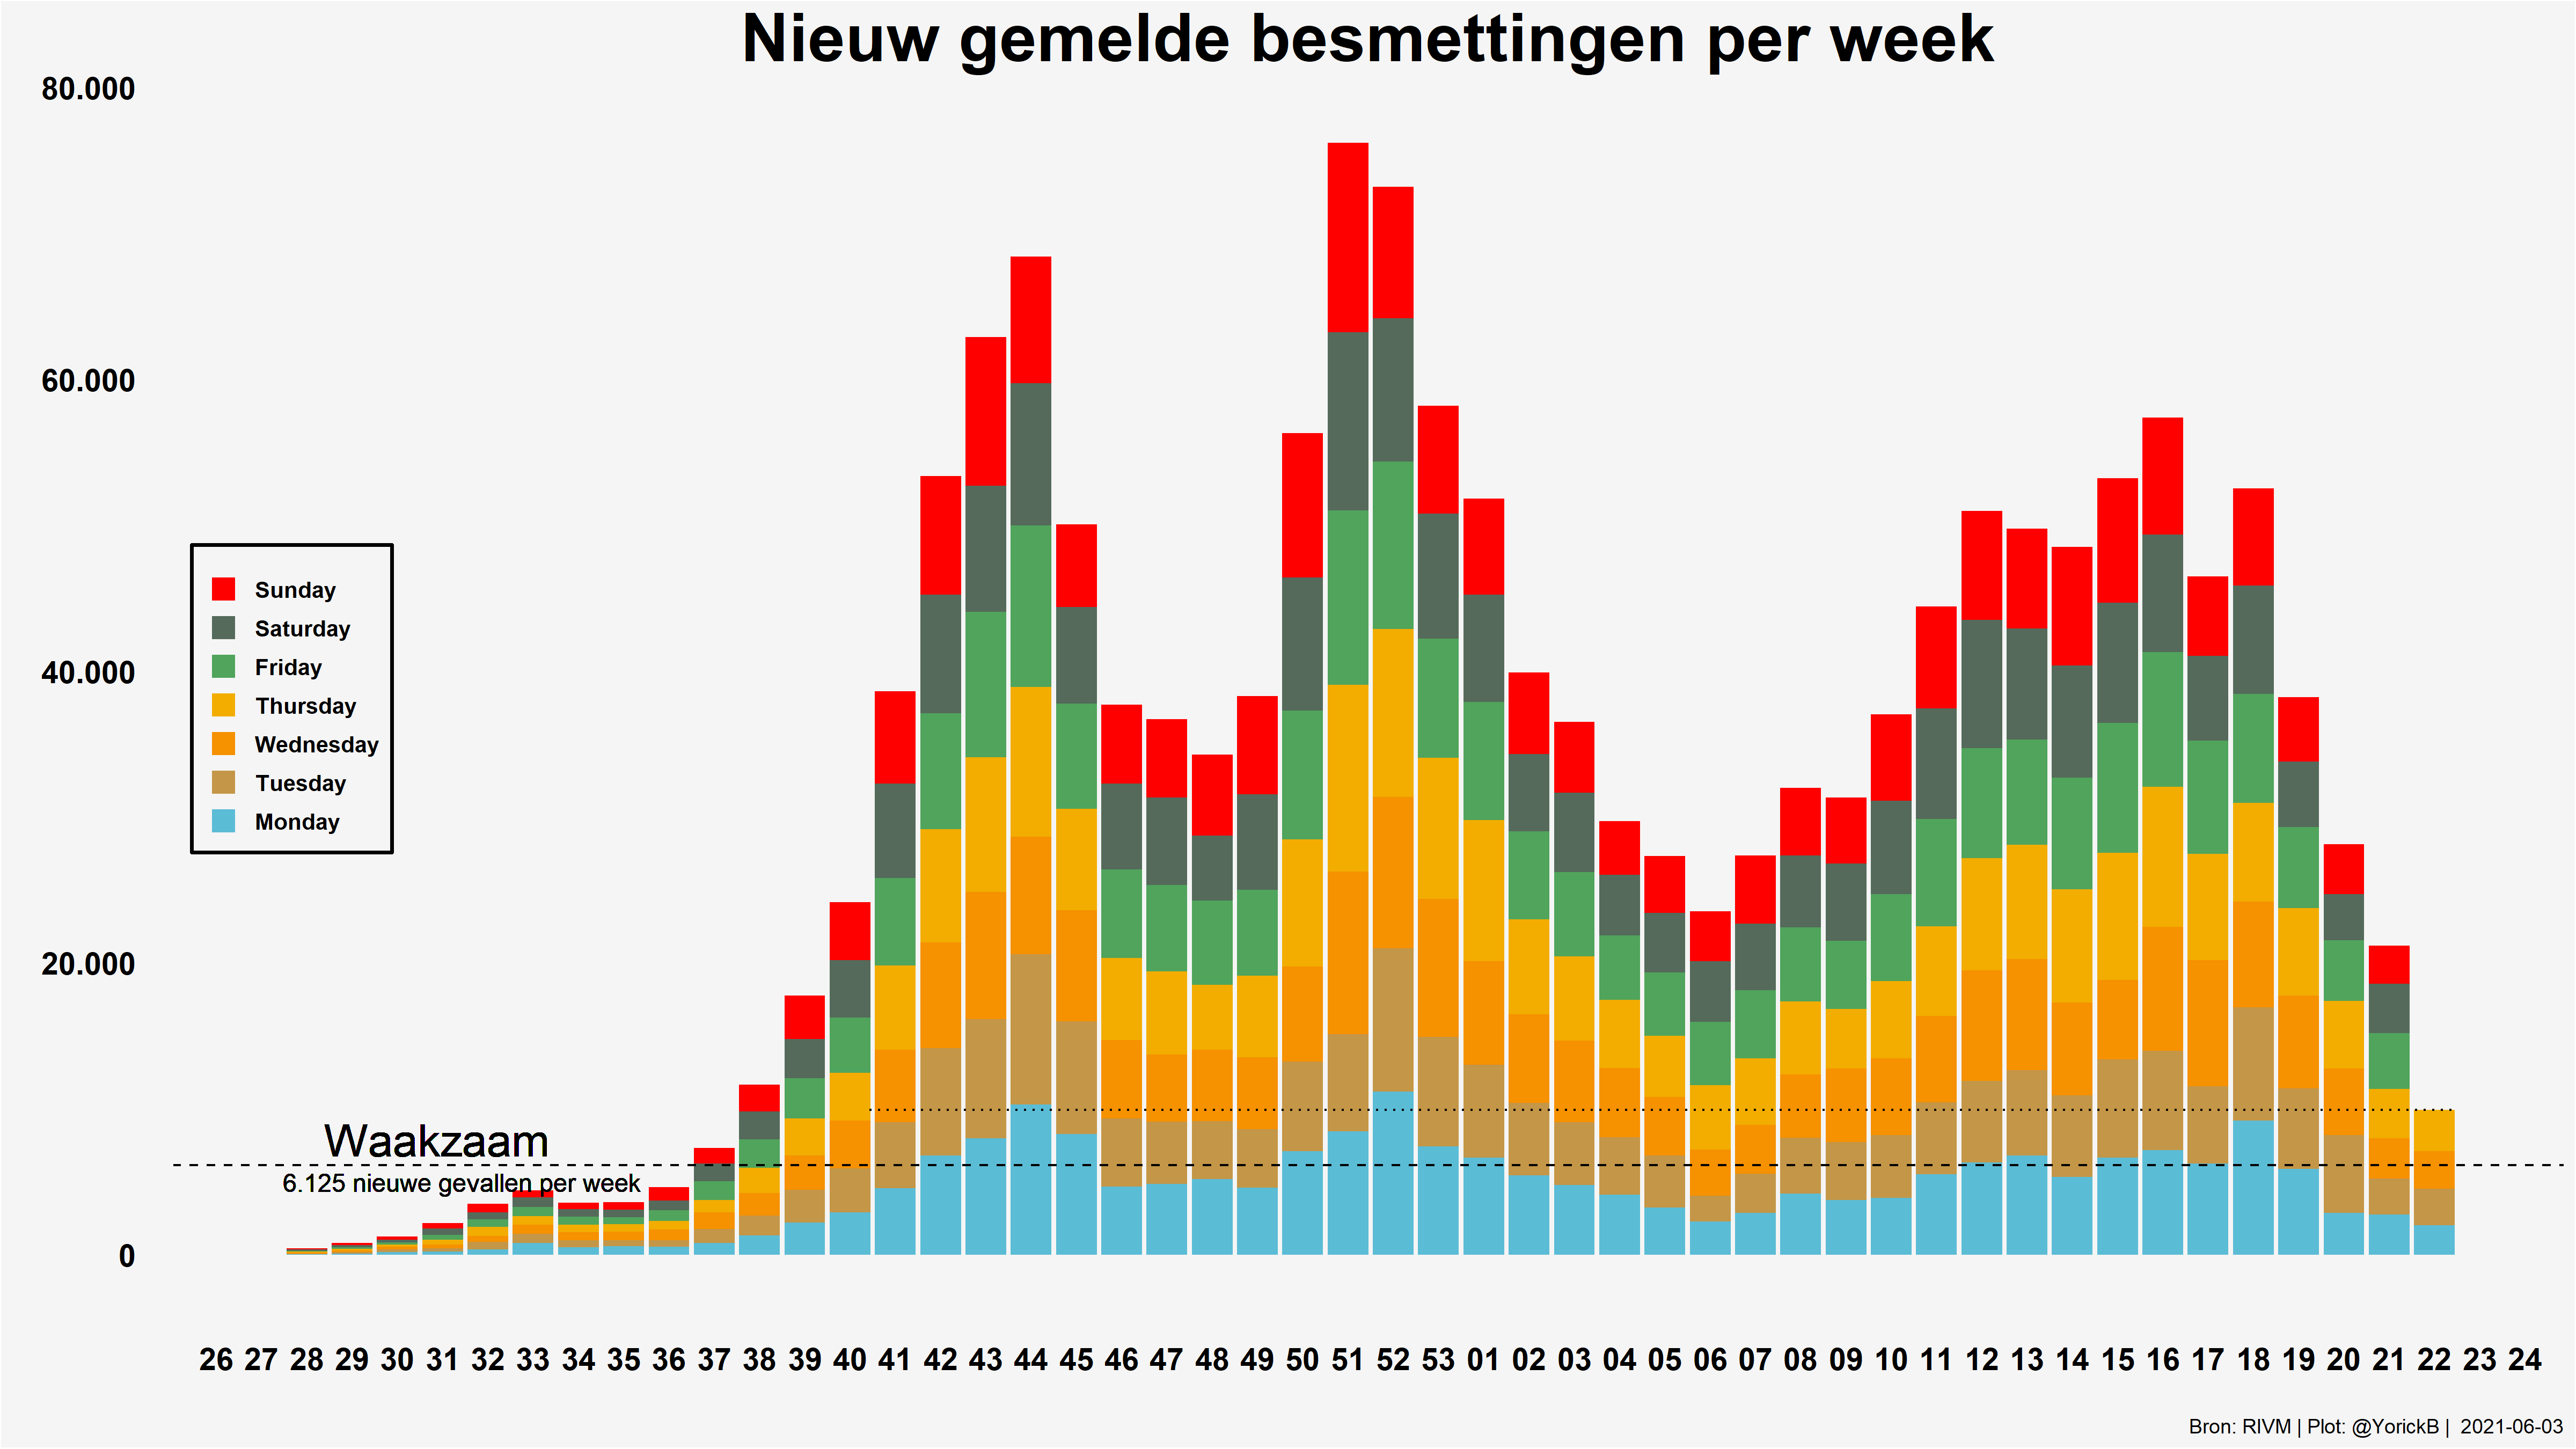 Nieuw gemelde besmettingen per week
80.000
60.000
40.000
20.000
0
Sunday
Saturday
Friday
Thursday
Wednesday
Tuesday
Monday
Waakzaam
6.125 nieuwe gevallen per week
26 27 28 29 30 31 32 33 34 35 36 37 38 39 40 41 42 43 44 45 46 47 48 49 50 51 52 53 01 02 03 04 05 06 07 08 09 10 11 12 13 14 15 16 17 18 19 20 21 22 23 24
Bron: RIVM | Plot: @YorickB | 2021-06-03